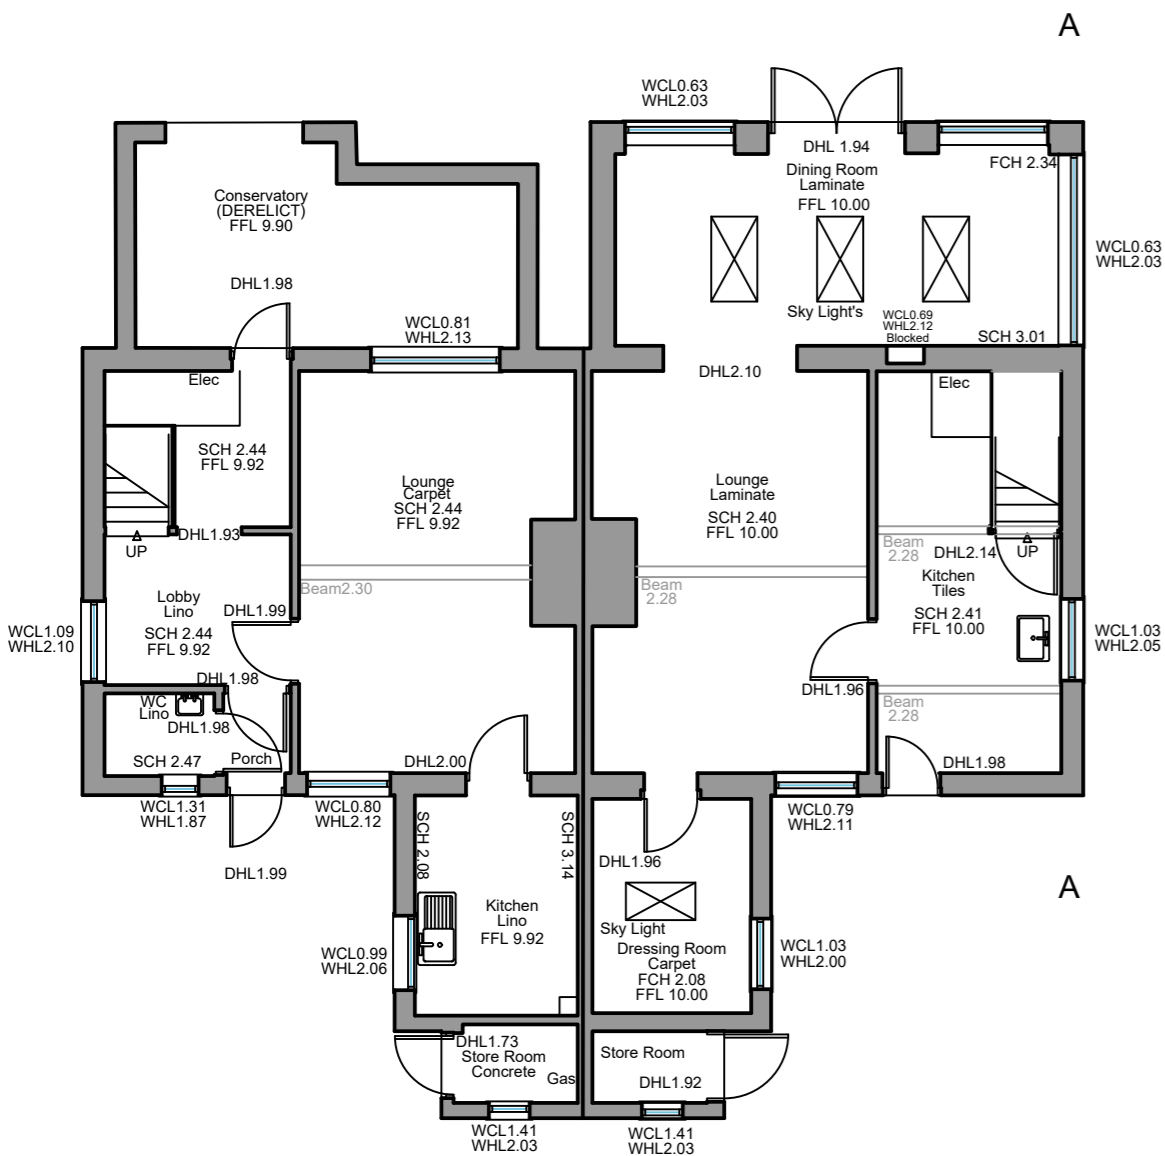 A
WCL0.63
WHL2.03
DHL 1.94
FCH 2.34
Dining Room
Laminate
FFL 10.00
Conservatory
(DERELICT)
FFL 9.90
WCL0.63
WHL2.03
DHL1.98
Sky Light's
WCL0.81
WHL2.13
WCL0.69
WHL2.12
Blocked
SCH 3.01
DHL2.10
Elec
Elec
SCH 2.44
FFL 9.92
Lounge
Carpet
SCH 2.44
FFL 9.92
Lounge
Laminate
SCH 2.40
FFL 10.00
DHL1.93
UP
Beam
2.28
DHL2.14
UP
Kitchen
Tiles
SCH 2.41
FFL 10.00
Beam2.30
Beam
2.28
Lobby
Lino
SCH 2.44
FFL 9.92
DHL1.99
WCL1.09
WHL2.10
WCL1.03
WHL2.05
DHL1.98
DHL1.96
WC
Lino
DHL1.98
Beam
2.28
SCH 2.47
Porch
DHL2.00
DHL1.98
WCL1.31
WHL1.87
WCL0.80
WHL2.12
WCL0.79
WHL2.11
SCH 2.08
SCH 3.14
DHL1.99
DHL1.96
A
Kitchen
Lino
FFL 9.92
Sky Light
Dressing Room
Carpet
FCH 2.08
FFL 10.00
WCL0.99
WHL2.06
WCL1.03
WHL2.00
DHL1.73
Store Room
Concrete
Gas
Store Room
DHL1.92
WCL1.41
WHL2.03
WCL1.41
WHL2.03